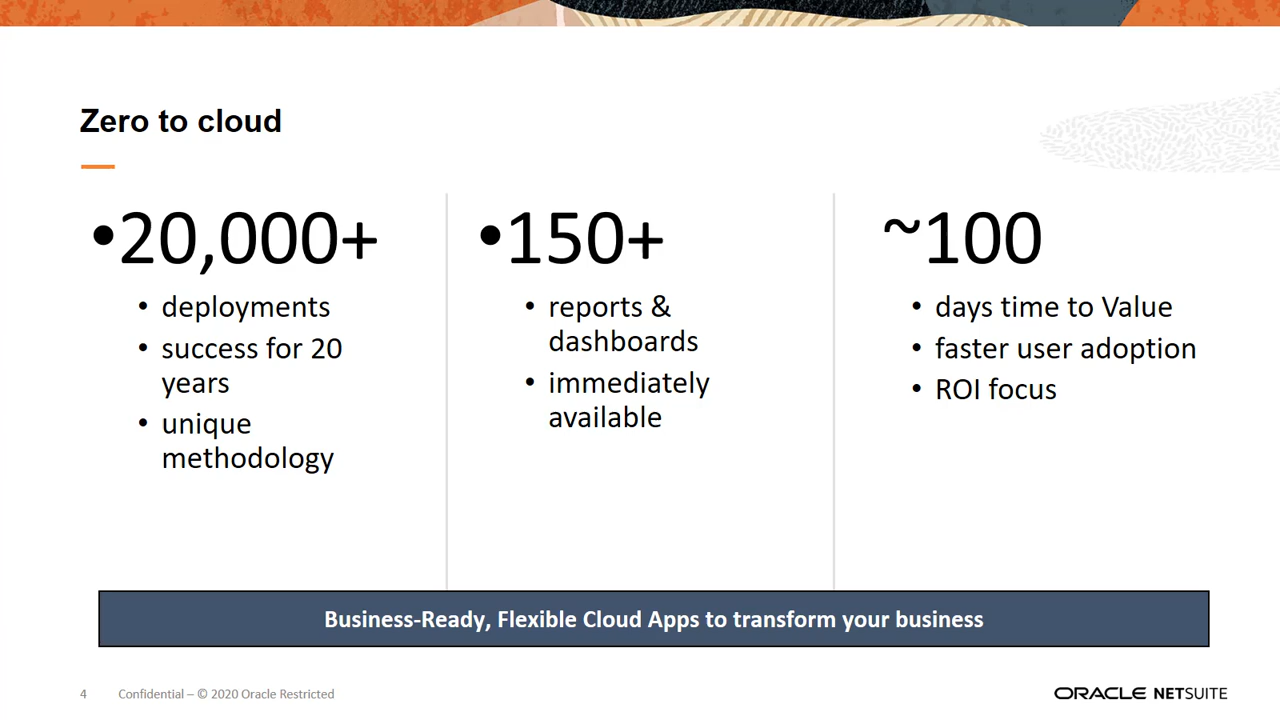 Zero to cloud
•20,000+
• deployments
• success for 20
years
• unique
methodology
•150+
• reports &
dashboards
• immediately
available
~100
• days time to Value
• faster user adoption
• ROI focus
Business-Ready, Flexible Cloud Apps to transform your business
4 Confidential – © 2020 Oracle Restricted
ORACLE NETSUITE